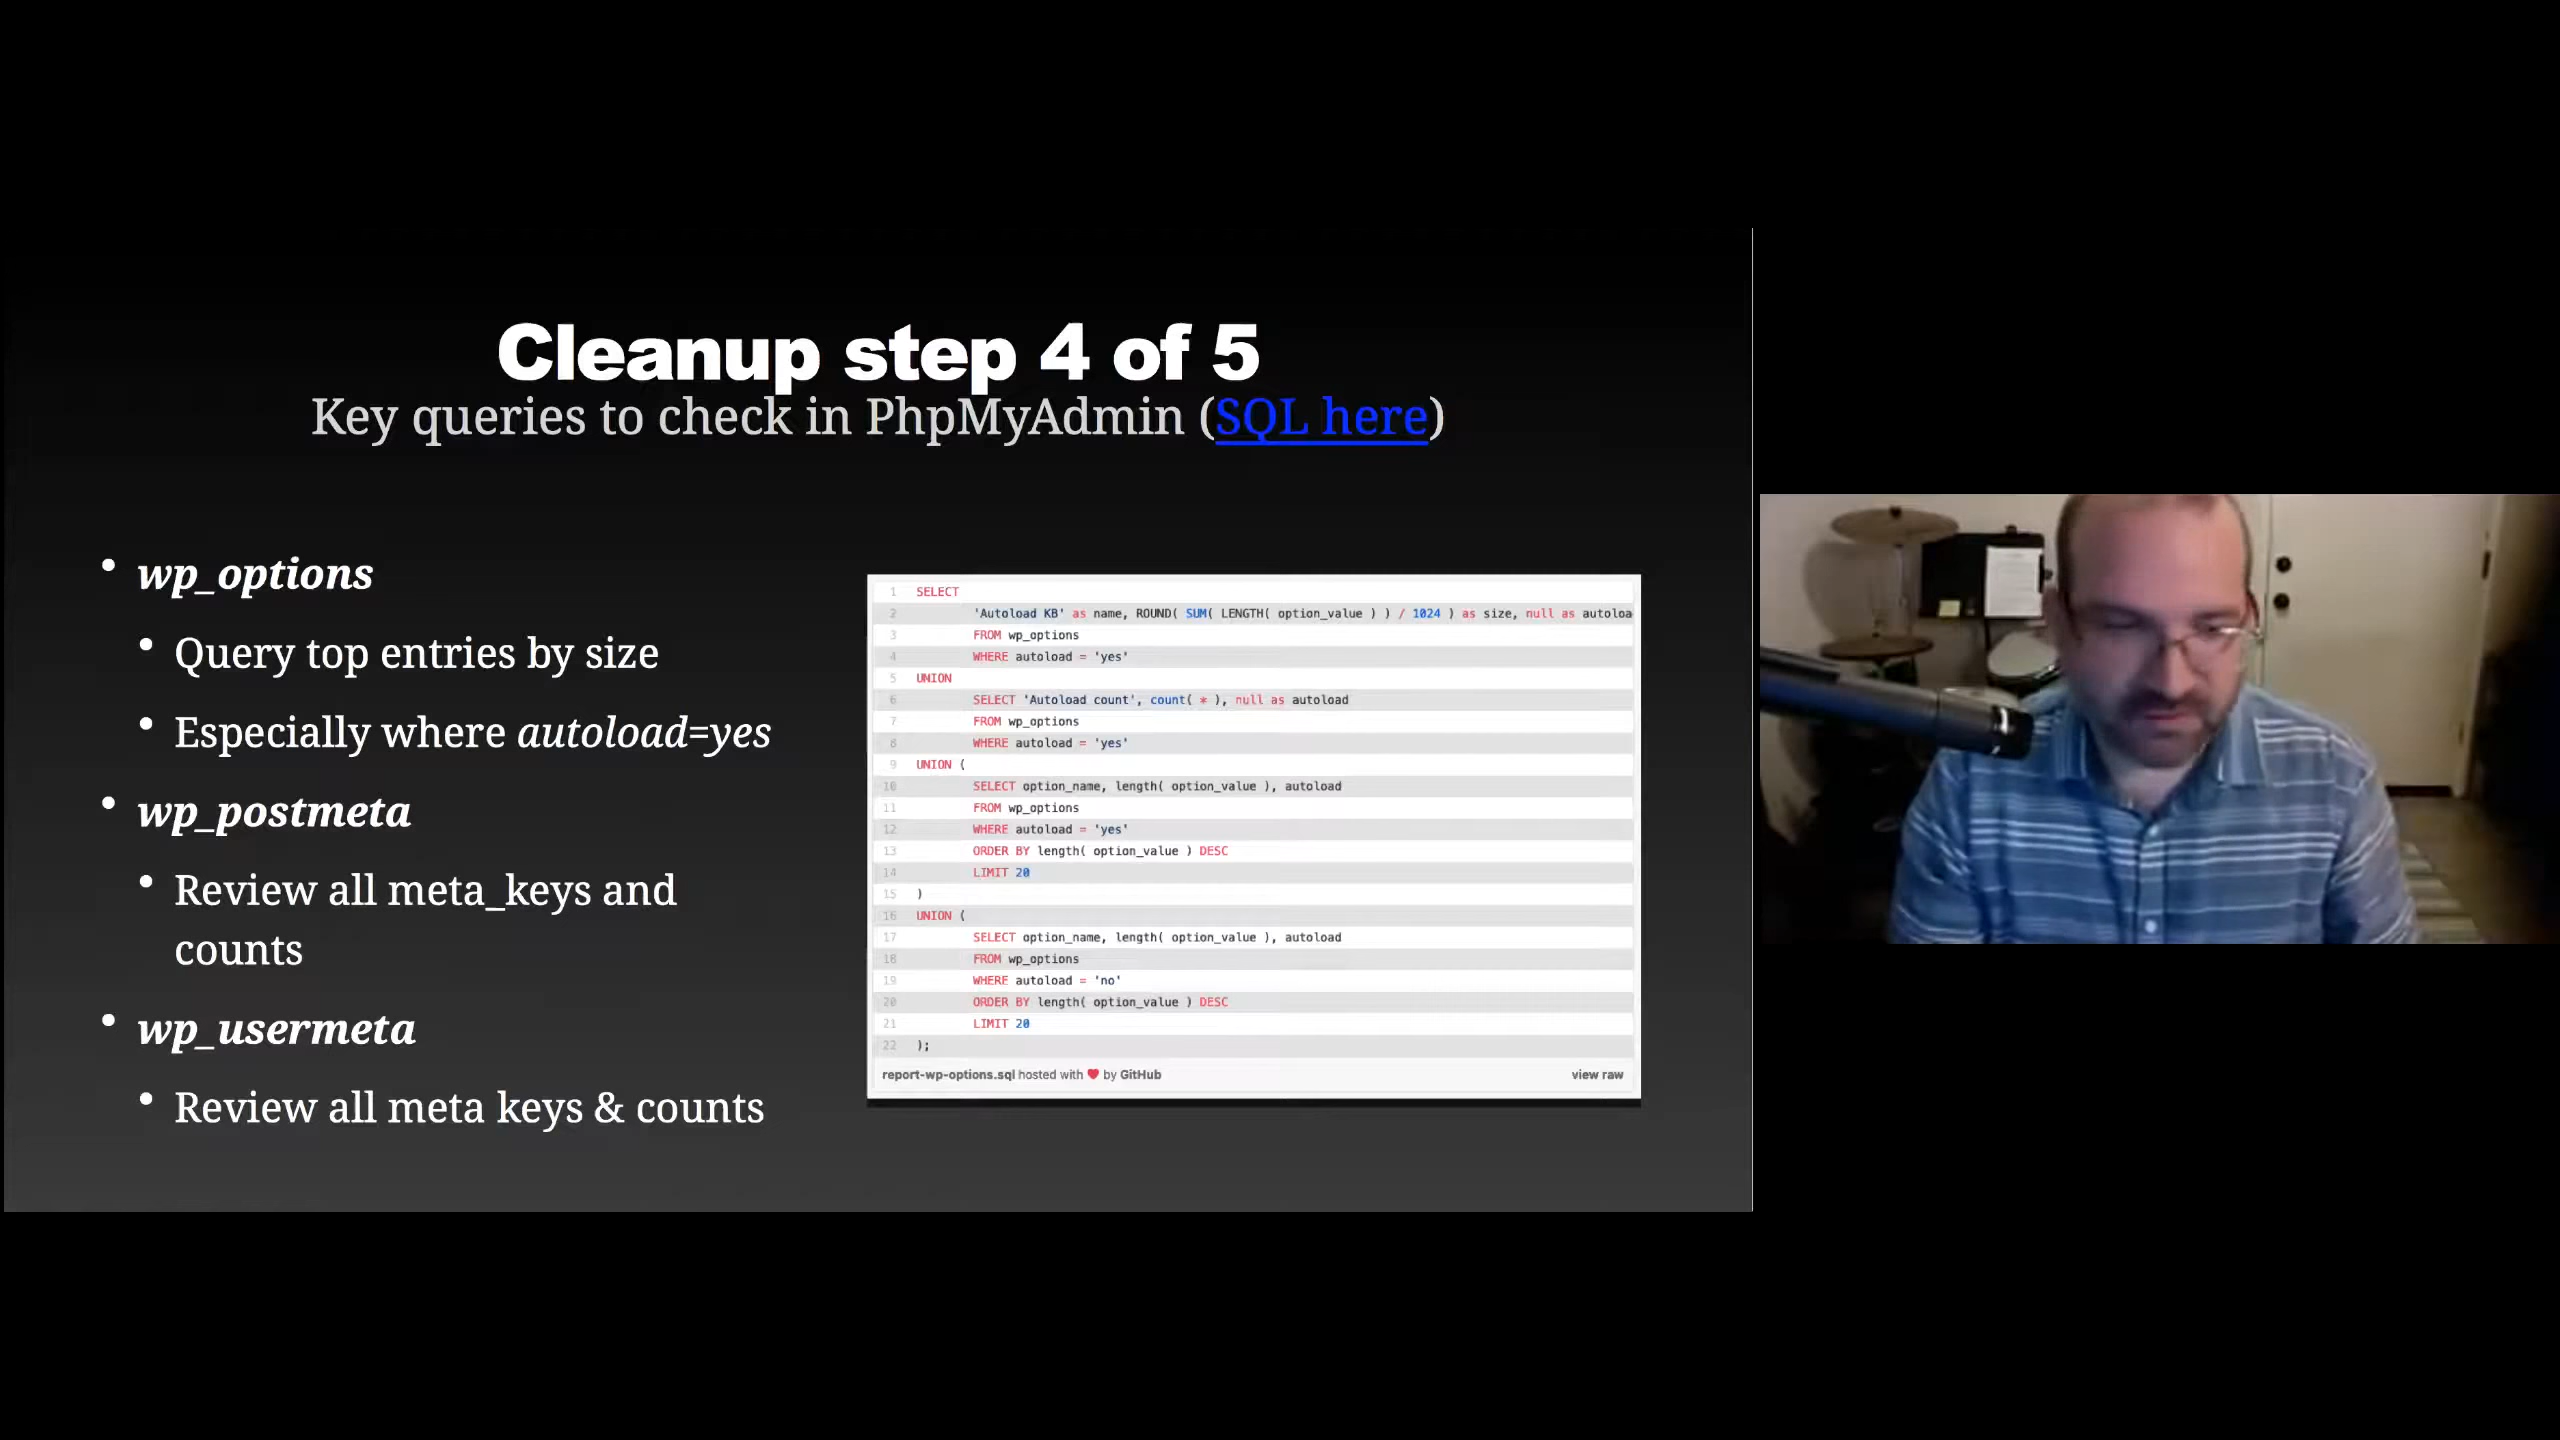 Cleanup step 4 of 5
Key queries to check in PhpMyAdmin (SQL here)
• wp_options
• Query top entries by size
• Especially where autoload=yes
• wp_postmeta
• Review all meta_keys and
counts
• wp_usermeta
• Review all meta keys & counts
1 SELECT
2 'Autoload KB' as name, ROUND( SUM( LENGTH( option_value ) ) / 1024 ) as size, null as autoloa
3 FROM wp_options
4 WHERE autoload = 'yes'
5 UNION
6 SELECT 'Autoload count', count( * ), null as autoload
7 FROM wp_options
8 WHERE autoload = 'yes'
9 UNION (
10 SELECT option_name, length( option_value ), autoload
11 FROM wp_options
12 WHERE autoload = 'yes'
13 ORDER BY length( option_value ) DESC
14 LIMIT 20
15 )
16 UNION (
17 SELECT option_name, length( option_value ), autoload
18 FROM wp_options
19 WHERE autoload = 'no'
20 ORDER BY length( option_value ) DESC
21 LIMIT 20
22 );
report-wp-options.sql hosted with ❤ by GitHub view raw